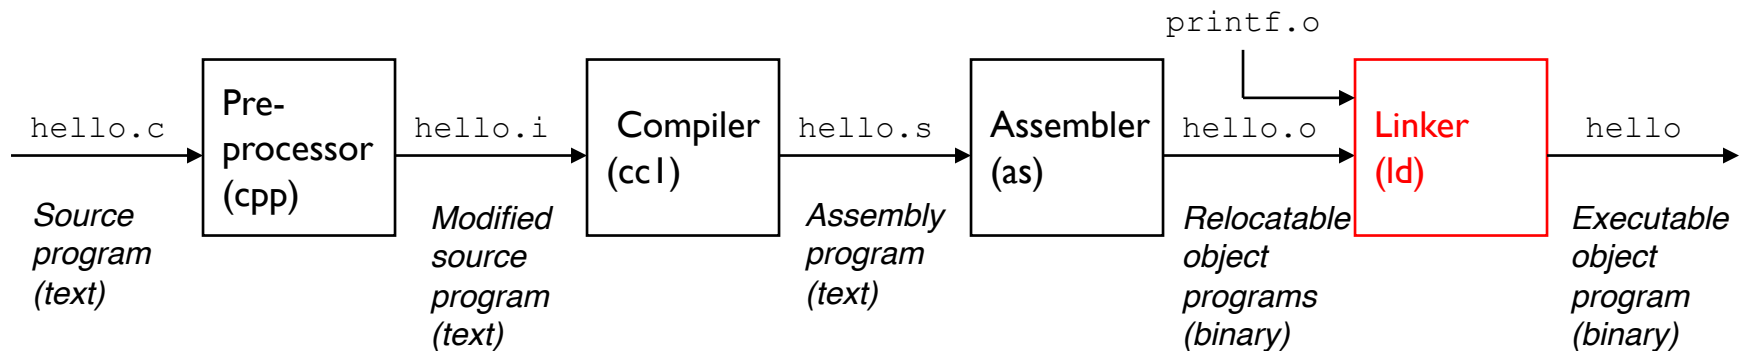 printf.o
hello.c
Pre-
processor
(cpp)
hello.i
Compiler
(cc1)
hello.s
Assembler
(as)
hello.o
Linker
(ld)
hello
Source
program
(text)
Modified
source
program
(text)
Assembly
program
(text)
Relocatable
object
programs
(binary)
Executable
object
program
(binary)